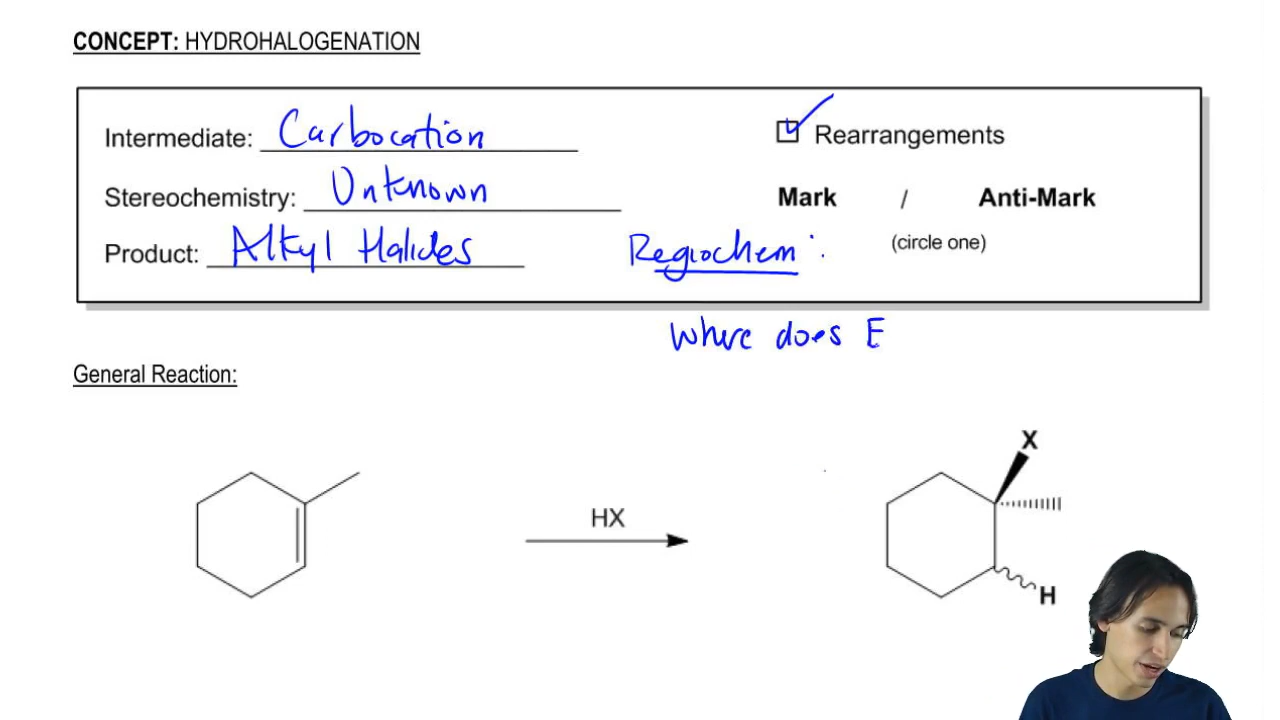 CONCEPT: HYDROHALOGENATION
Intermediate: Carbocation
Rearrangements
Stereochemistry: Unknown
Mark / Anti-Mark
(circle one)
Product: Alkyl Halides
Regiochem:
where does E
General Reaction:
X
HX
H